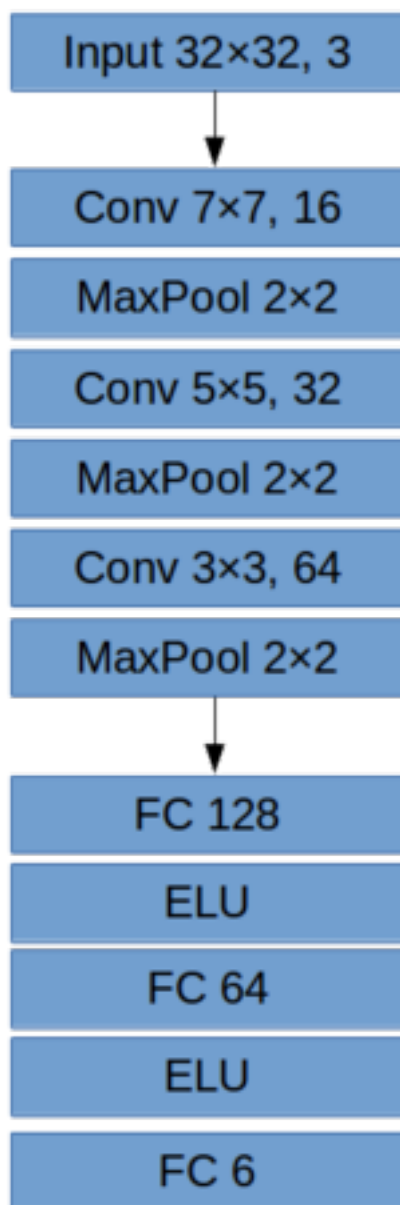 Input 32×32, 3
Conv 7×7, 16
MaxPool 2×2
Conv 5×5, 32
MaxPool 2×2
Conv 3×3, 64
MaxPool 2×2
FC 128
ELU
FC 64
ELU
FC 6